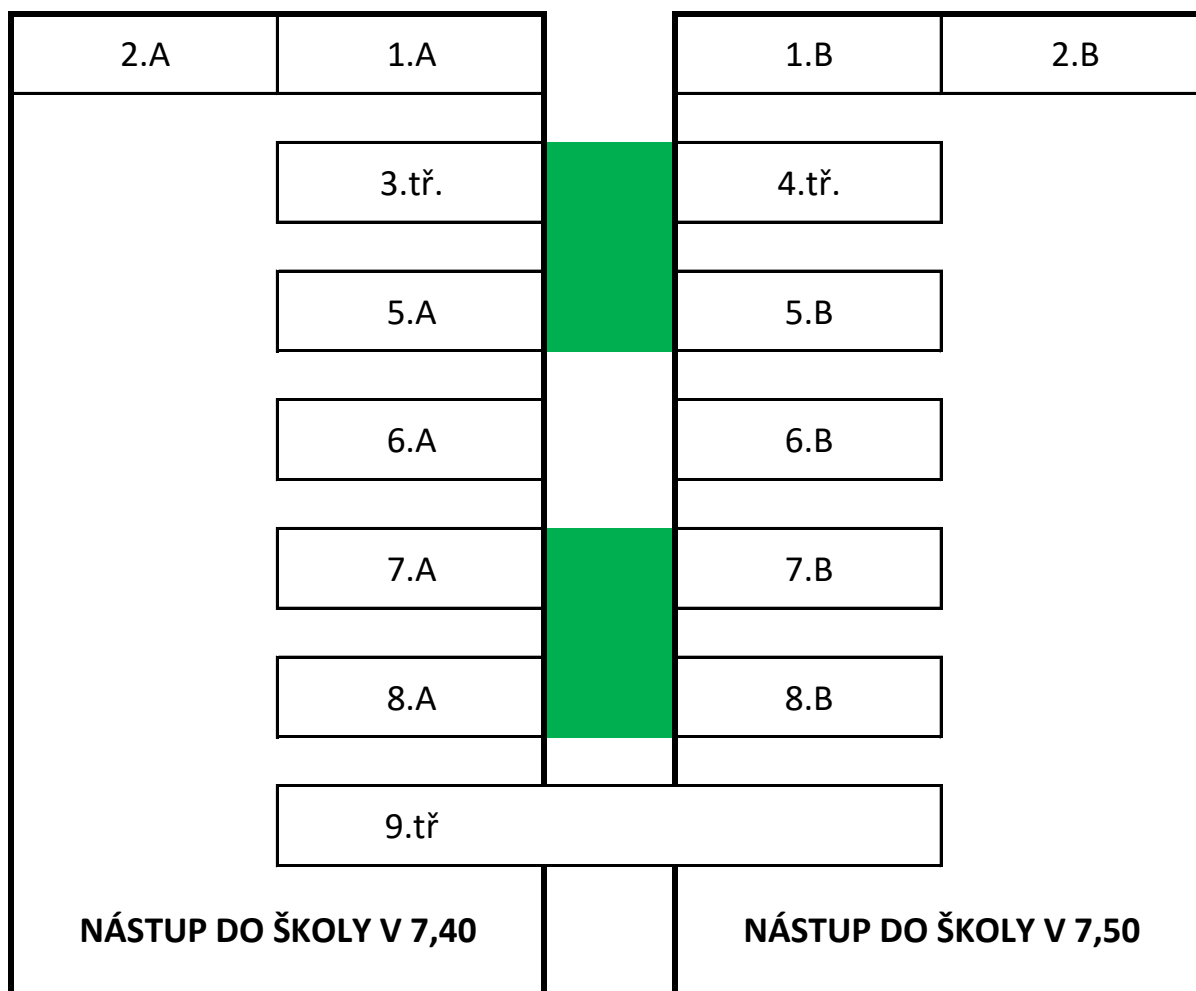 2.A 1.A 1.B 2.B
3.tř. 4.tř.
5.A 5.B
6.A 6.B
7.A 7.B
8.A 8.B
9.tř
NÁSTUP DO ŠKOLY V 7,40 NÁSTUP DO ŠKOLY V 7,50